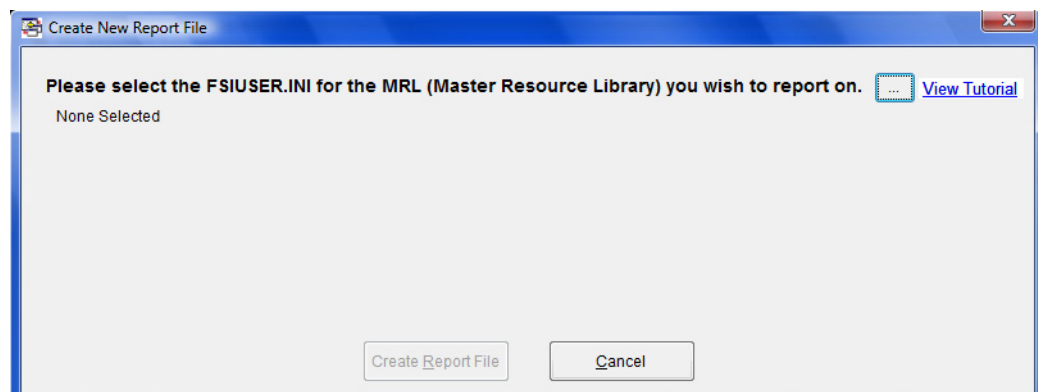 Create New Report File
X
Please select the FSIUSER.INI for the MRL (Master Resource Library) you wish to report on. ... View Tutorial
None Selected
Create Report File Cancel